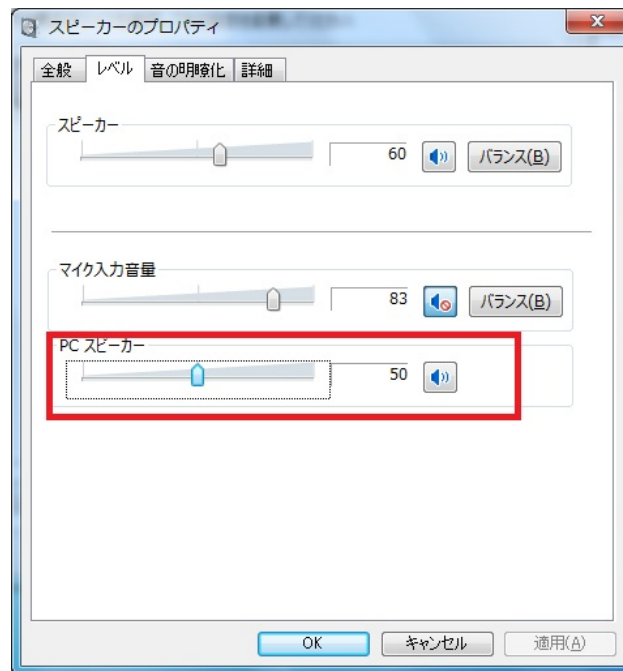 スピーカーのプロパティ
全般 レベル 音の明瞭化 詳細
スピーカー
60 バランス(B)
マイク入力音量
83 バランス(B)
PC スピーカー
50
OK キャンセル 適用(A)